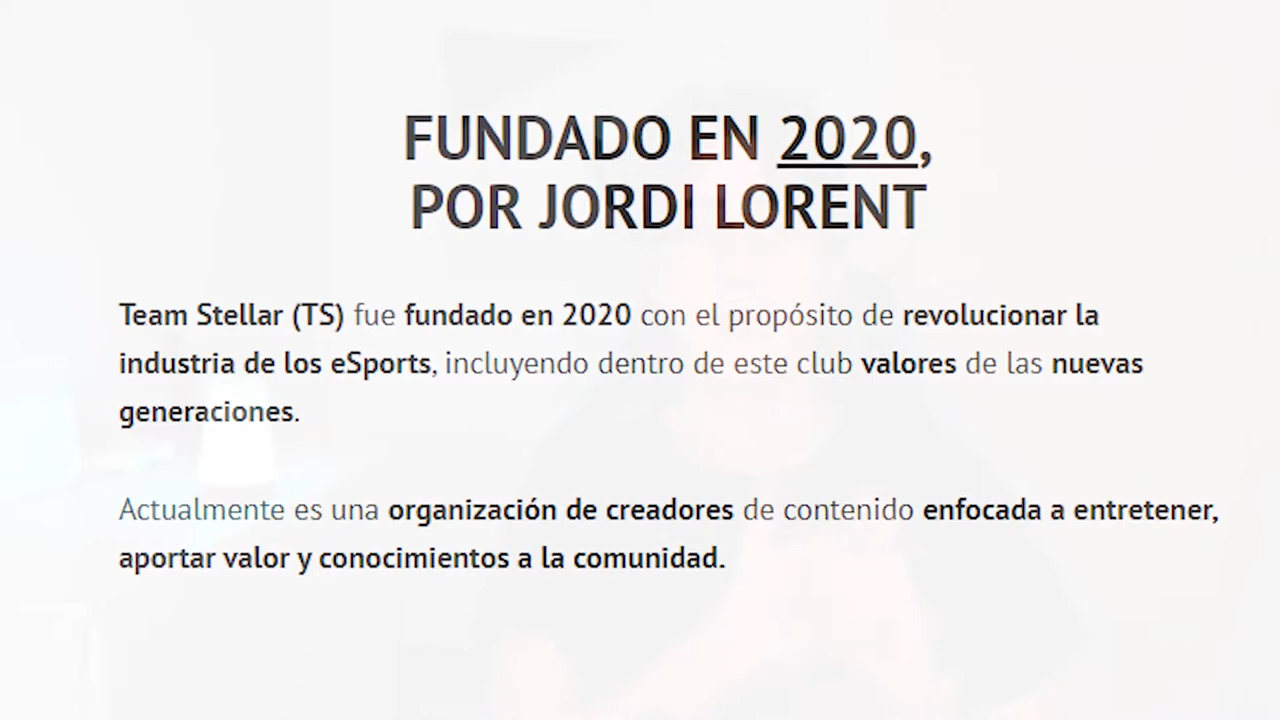 FUNDADO EN 2020,
POR JORDI LORENT
Team Stellar (TS) fue fundado en 2020 con el propósito de revolucionar la
industria de los eSports, incluyendo dentro de este club valores de las nuevas
generaciones.
Actualmente es una organización de creadores de contenido enfocada a entretener,
aportar valor y conocimientos a la comunidad.